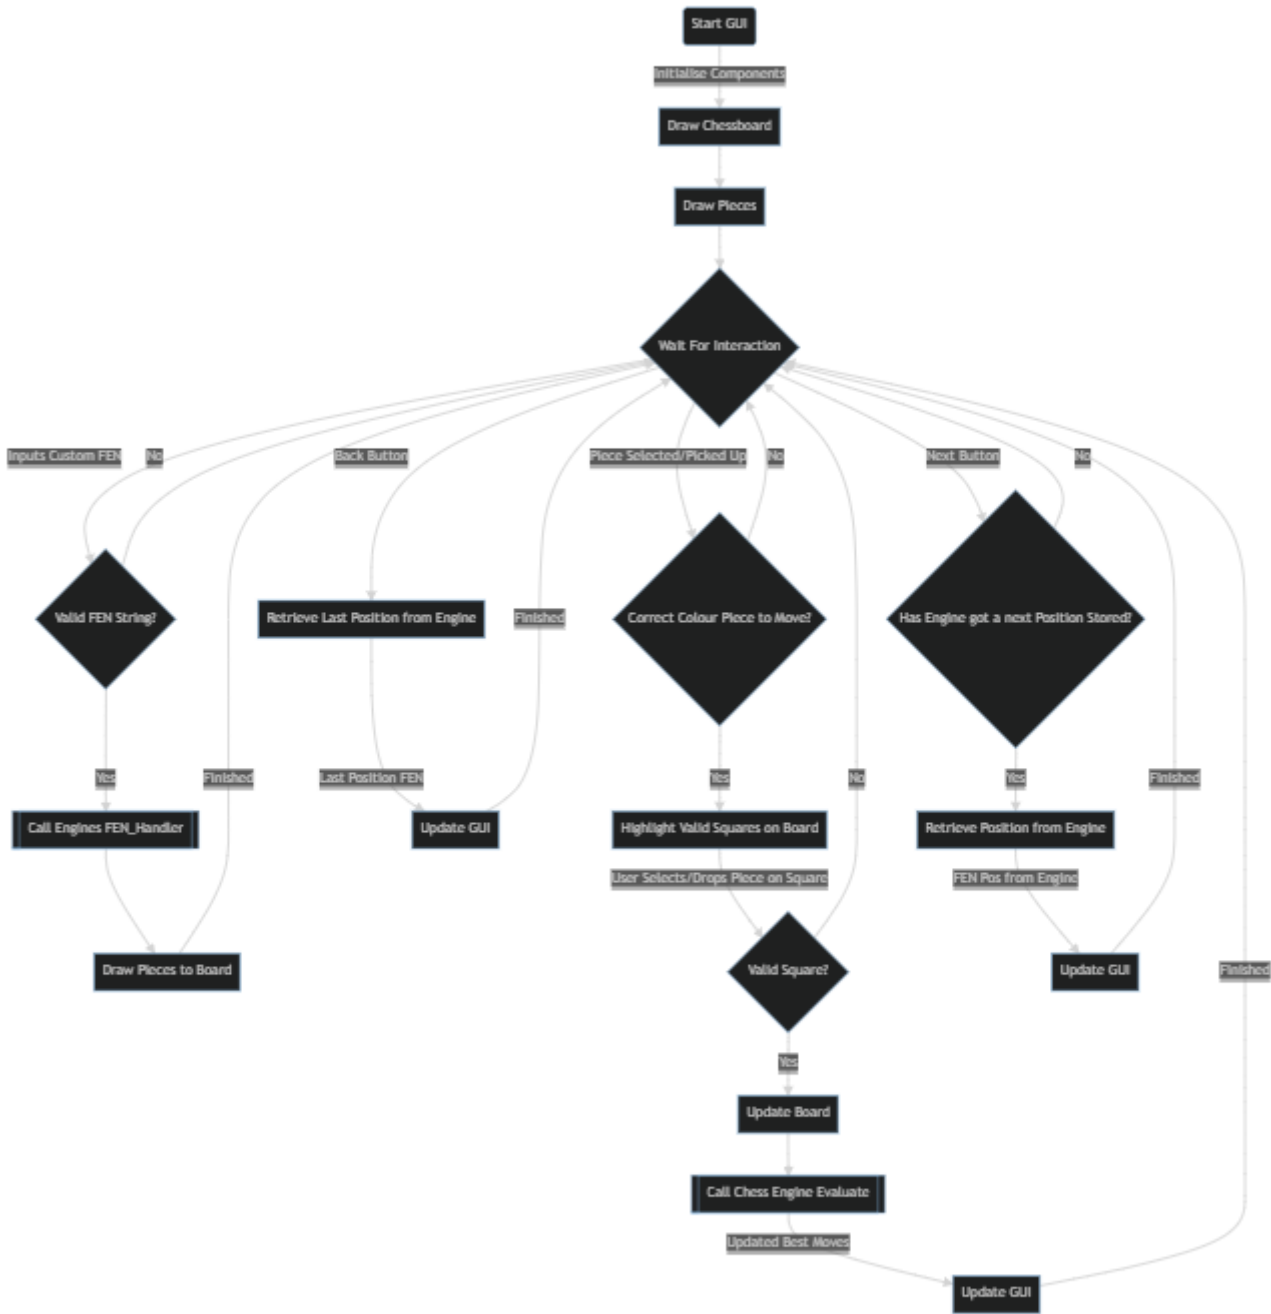 Start GUI
Initialise Components
Draw Chessboard
Draw Pieces
Wait For Interaction
Inputs Custom FEN
No
Back Button
Piece Selected/Picked Up
No
Next Button
No
Valid FEN String?
Retrieve Last Position from Engine
Finished
Correct Colour Piece to Move?
Has Engine got a next Position Stored?
Yes
Finished
Last Position FEN
Yes
No
Yes
Finished
Call Engines FEN_Handler
Update GUI
Highlight Valid Squares on Board
Retrieve Position from Engine
User Selects/Drops Piece on Square
FEN Pos from Engine
Draw Pieces to Board
Valid Square?
Update GUI
Finished
Yes
Update Board
Call Chess Engine Evaluate
Updated Best Moves
Update GUI